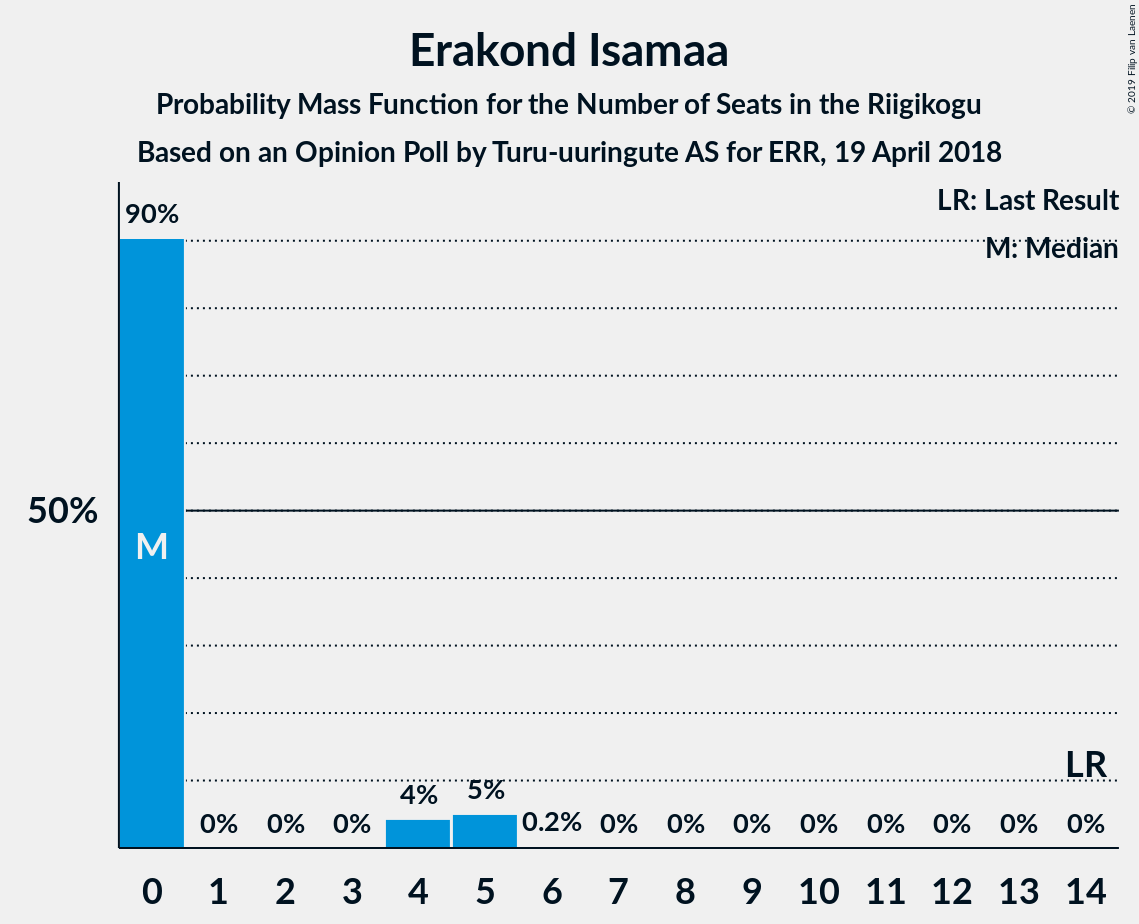 Erakond Isamaa
Probability Mass Function for the Number of Seats in the Riigikogu
Based on an Opinion Poll by Turu-uuringute AS for ERR, 19 April 2018
© 2019 Filip van Laenen
LR: Last Result
M: Median
90%
50%
M
LR
0% 0% 0% 4% 5% 0.2% 0% 0% 0% 0% 0% 0% 0% 0%
0 1 2 3 4 5 6 7 8 9 10 11 12 13 14